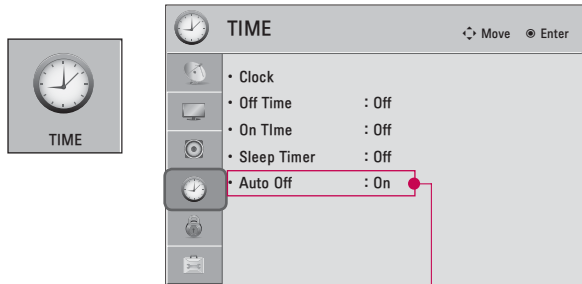 TIME
TIME
Move Enter
• Clock
• Off Time : Off
• On TIme : Off
• Sleep Timer : Off
• Auto Off : On